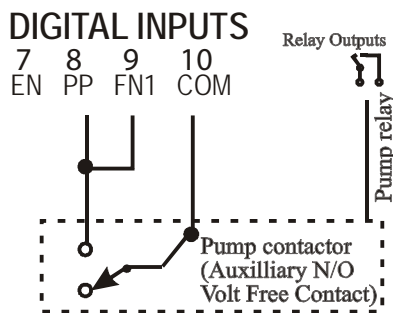 DIGITAL INPUTS
7 8 9 10
EN PP FN1 COM
Relay Outputs
Pump relay
Pump contactor
(Auxilliary N/O
Volt Free Contact)